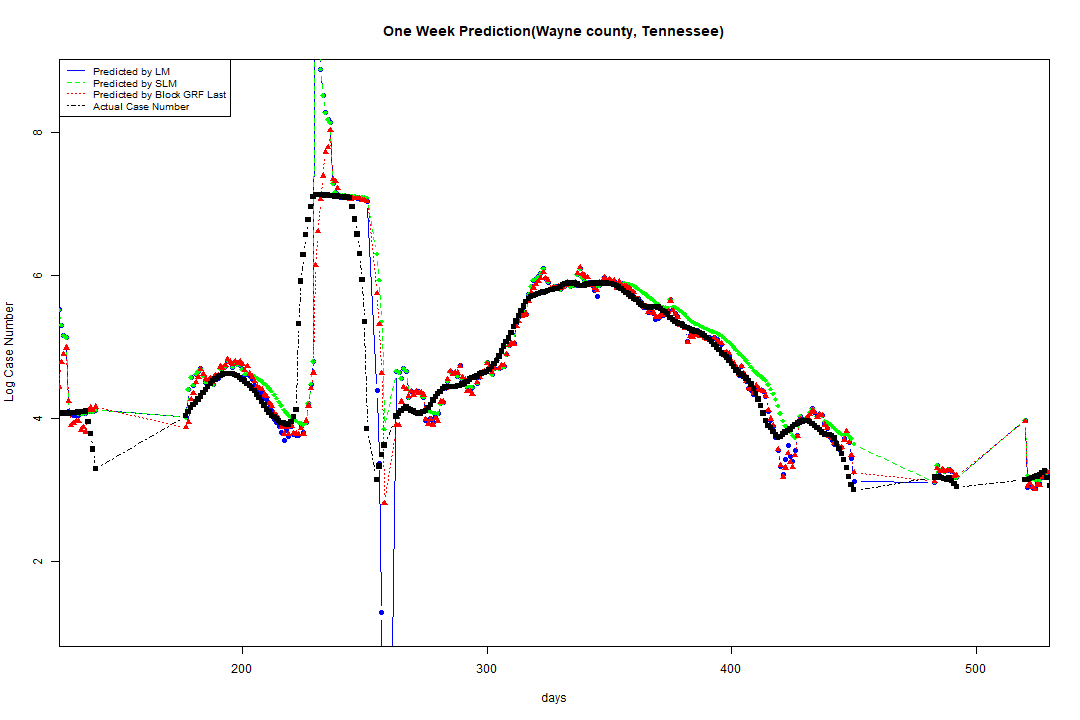 One Week Prediction(Wayne county, Tennessee)
Predicted by LM
Predicted by SLM
Predicted by Block GRF Last
Actual Case Number
8
6
4
2
Log Case Number
200 300 400 500
days